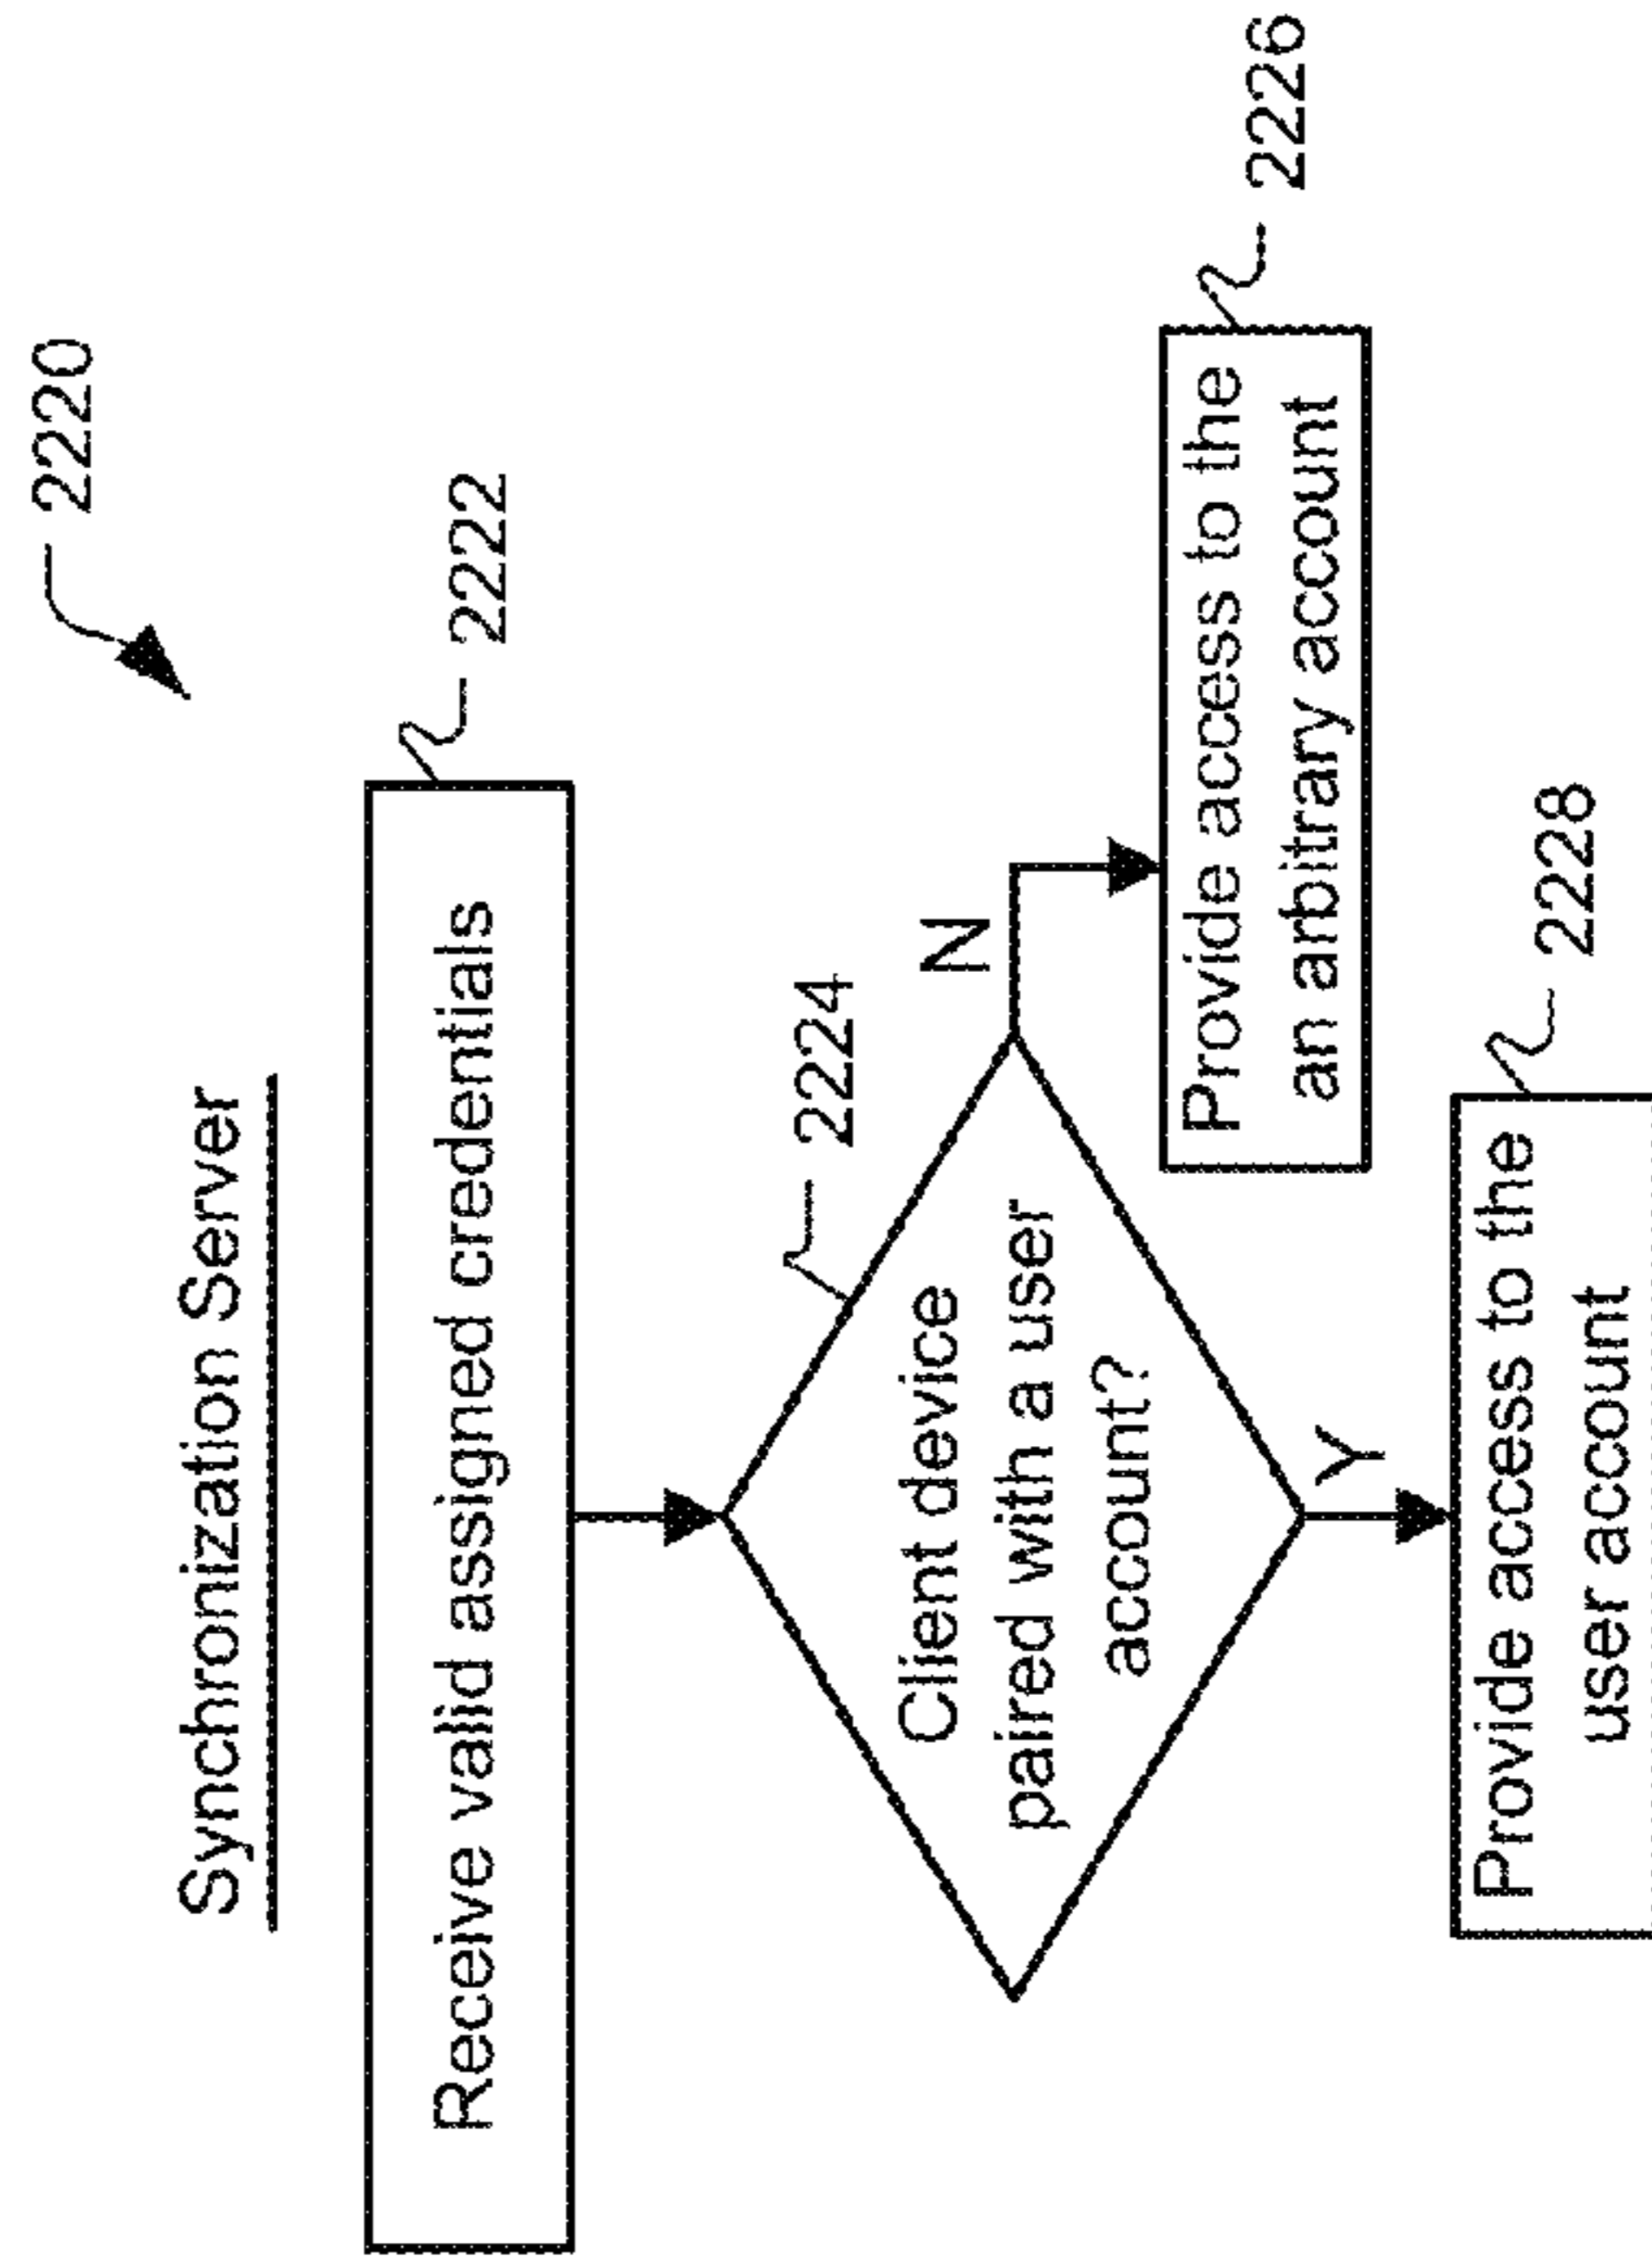 2220
Synchronization Server
2222
Receive valid assigned credentials
2224
Client device
paired with a user
account?
N
2226
Provide access to the
an arbitrary account
Y
2228
Provide access to the
user account